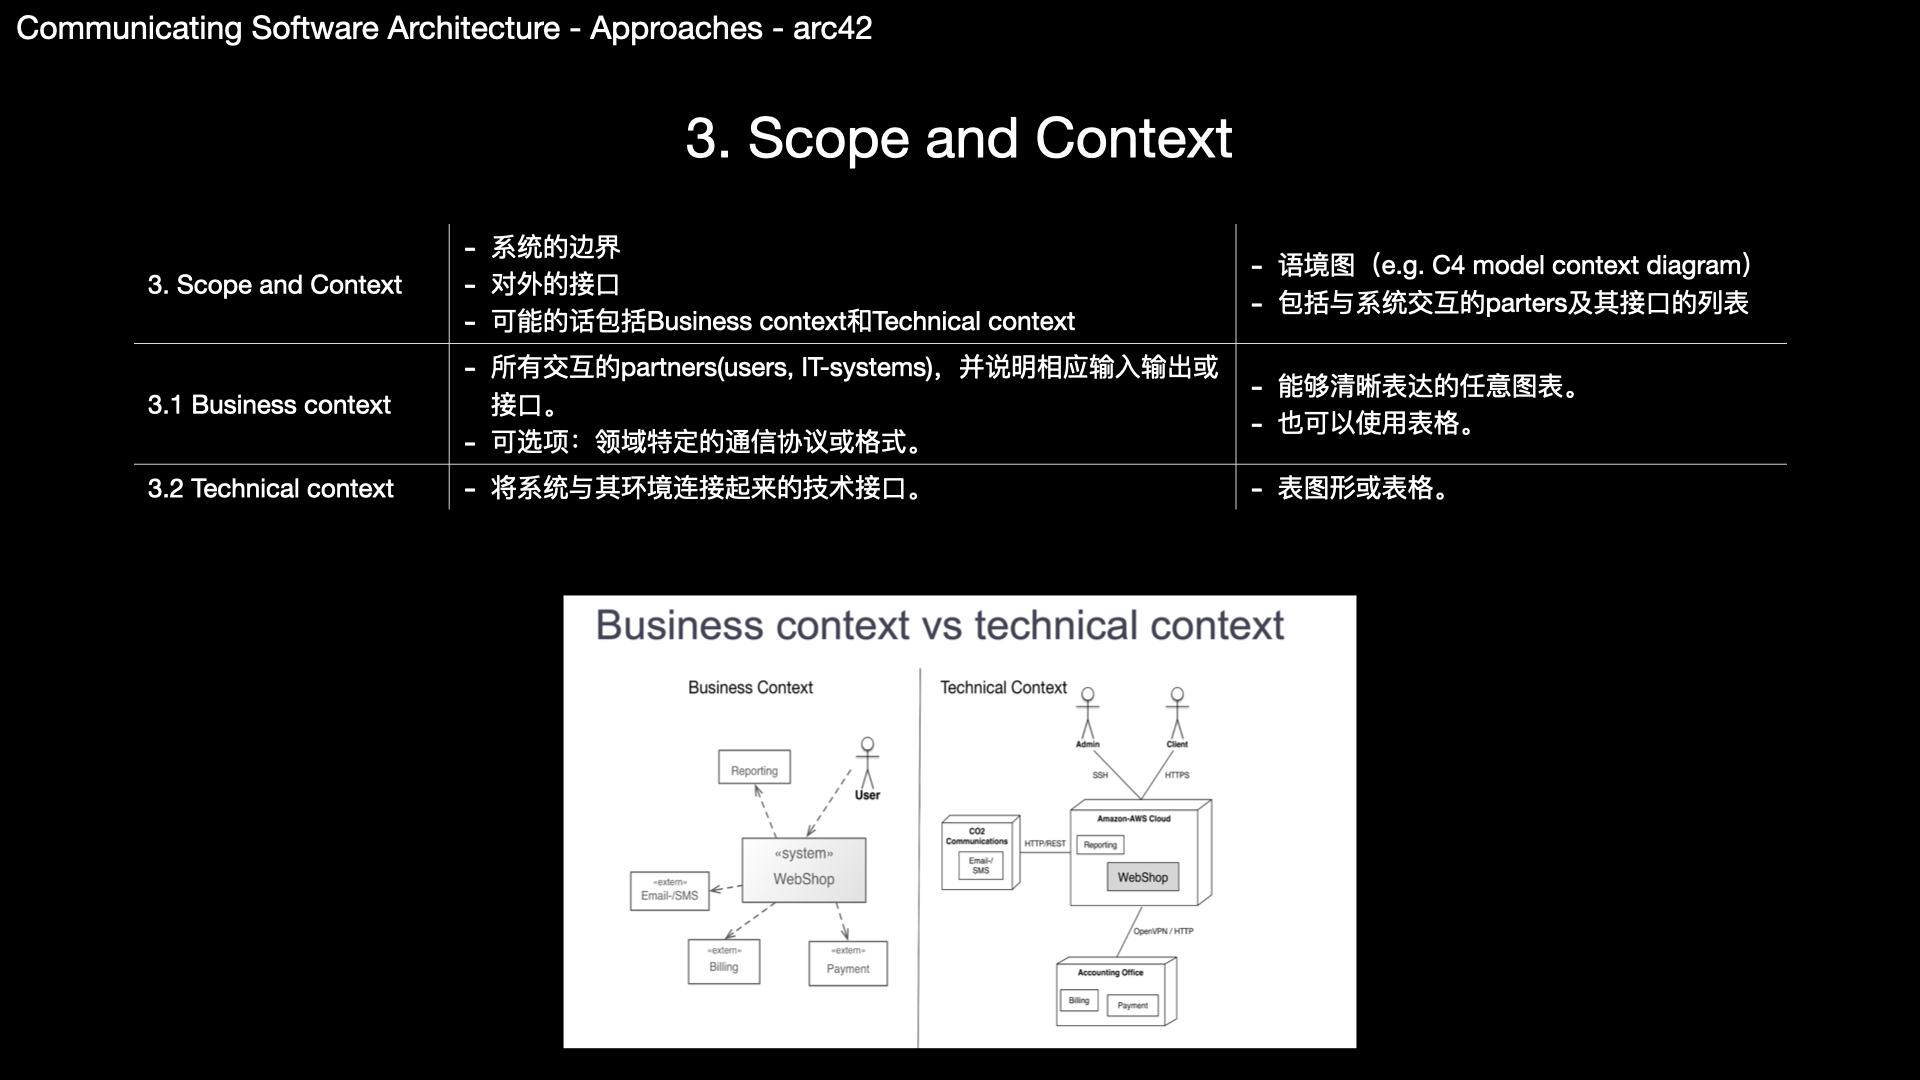 Communicating Software Architecture - Approaches - arc42
3. Scope and Context
3. Scope and Context
- 系统的边界
- 对外的接口
- 可能的话包括Business context和Technical context
- 语境图（e.g. C4 model context diagram）
- 包括与系统交互的parters及其接口的列表
3.1 Business context
- 所有交互的partners(users, IT-systems)，并说明相应输入输出或
接口。
- 可选项：领域特定的通信协议或格式。
- 能够清晰表达的任意图表。
- 也可以使用表格。
3.2 Technical context
- 将系统与其环境连接起来的技术接口。
- 表图形或表格。
Business context vs technical context
Business Context
Reporting
User
«system»
WebShop
«extern»
Email-/SMS
«extern»
Billing
«extern»
Payment
Technical Context
Admin
Client
SSH
HTTPS
Amazon-AWS Cloud
Reporting
WebShop
CO2
Communications
Email-/
SMS
HTTP/REST
OpenVPN / HTTP
Accounting Office
Billing
Payment